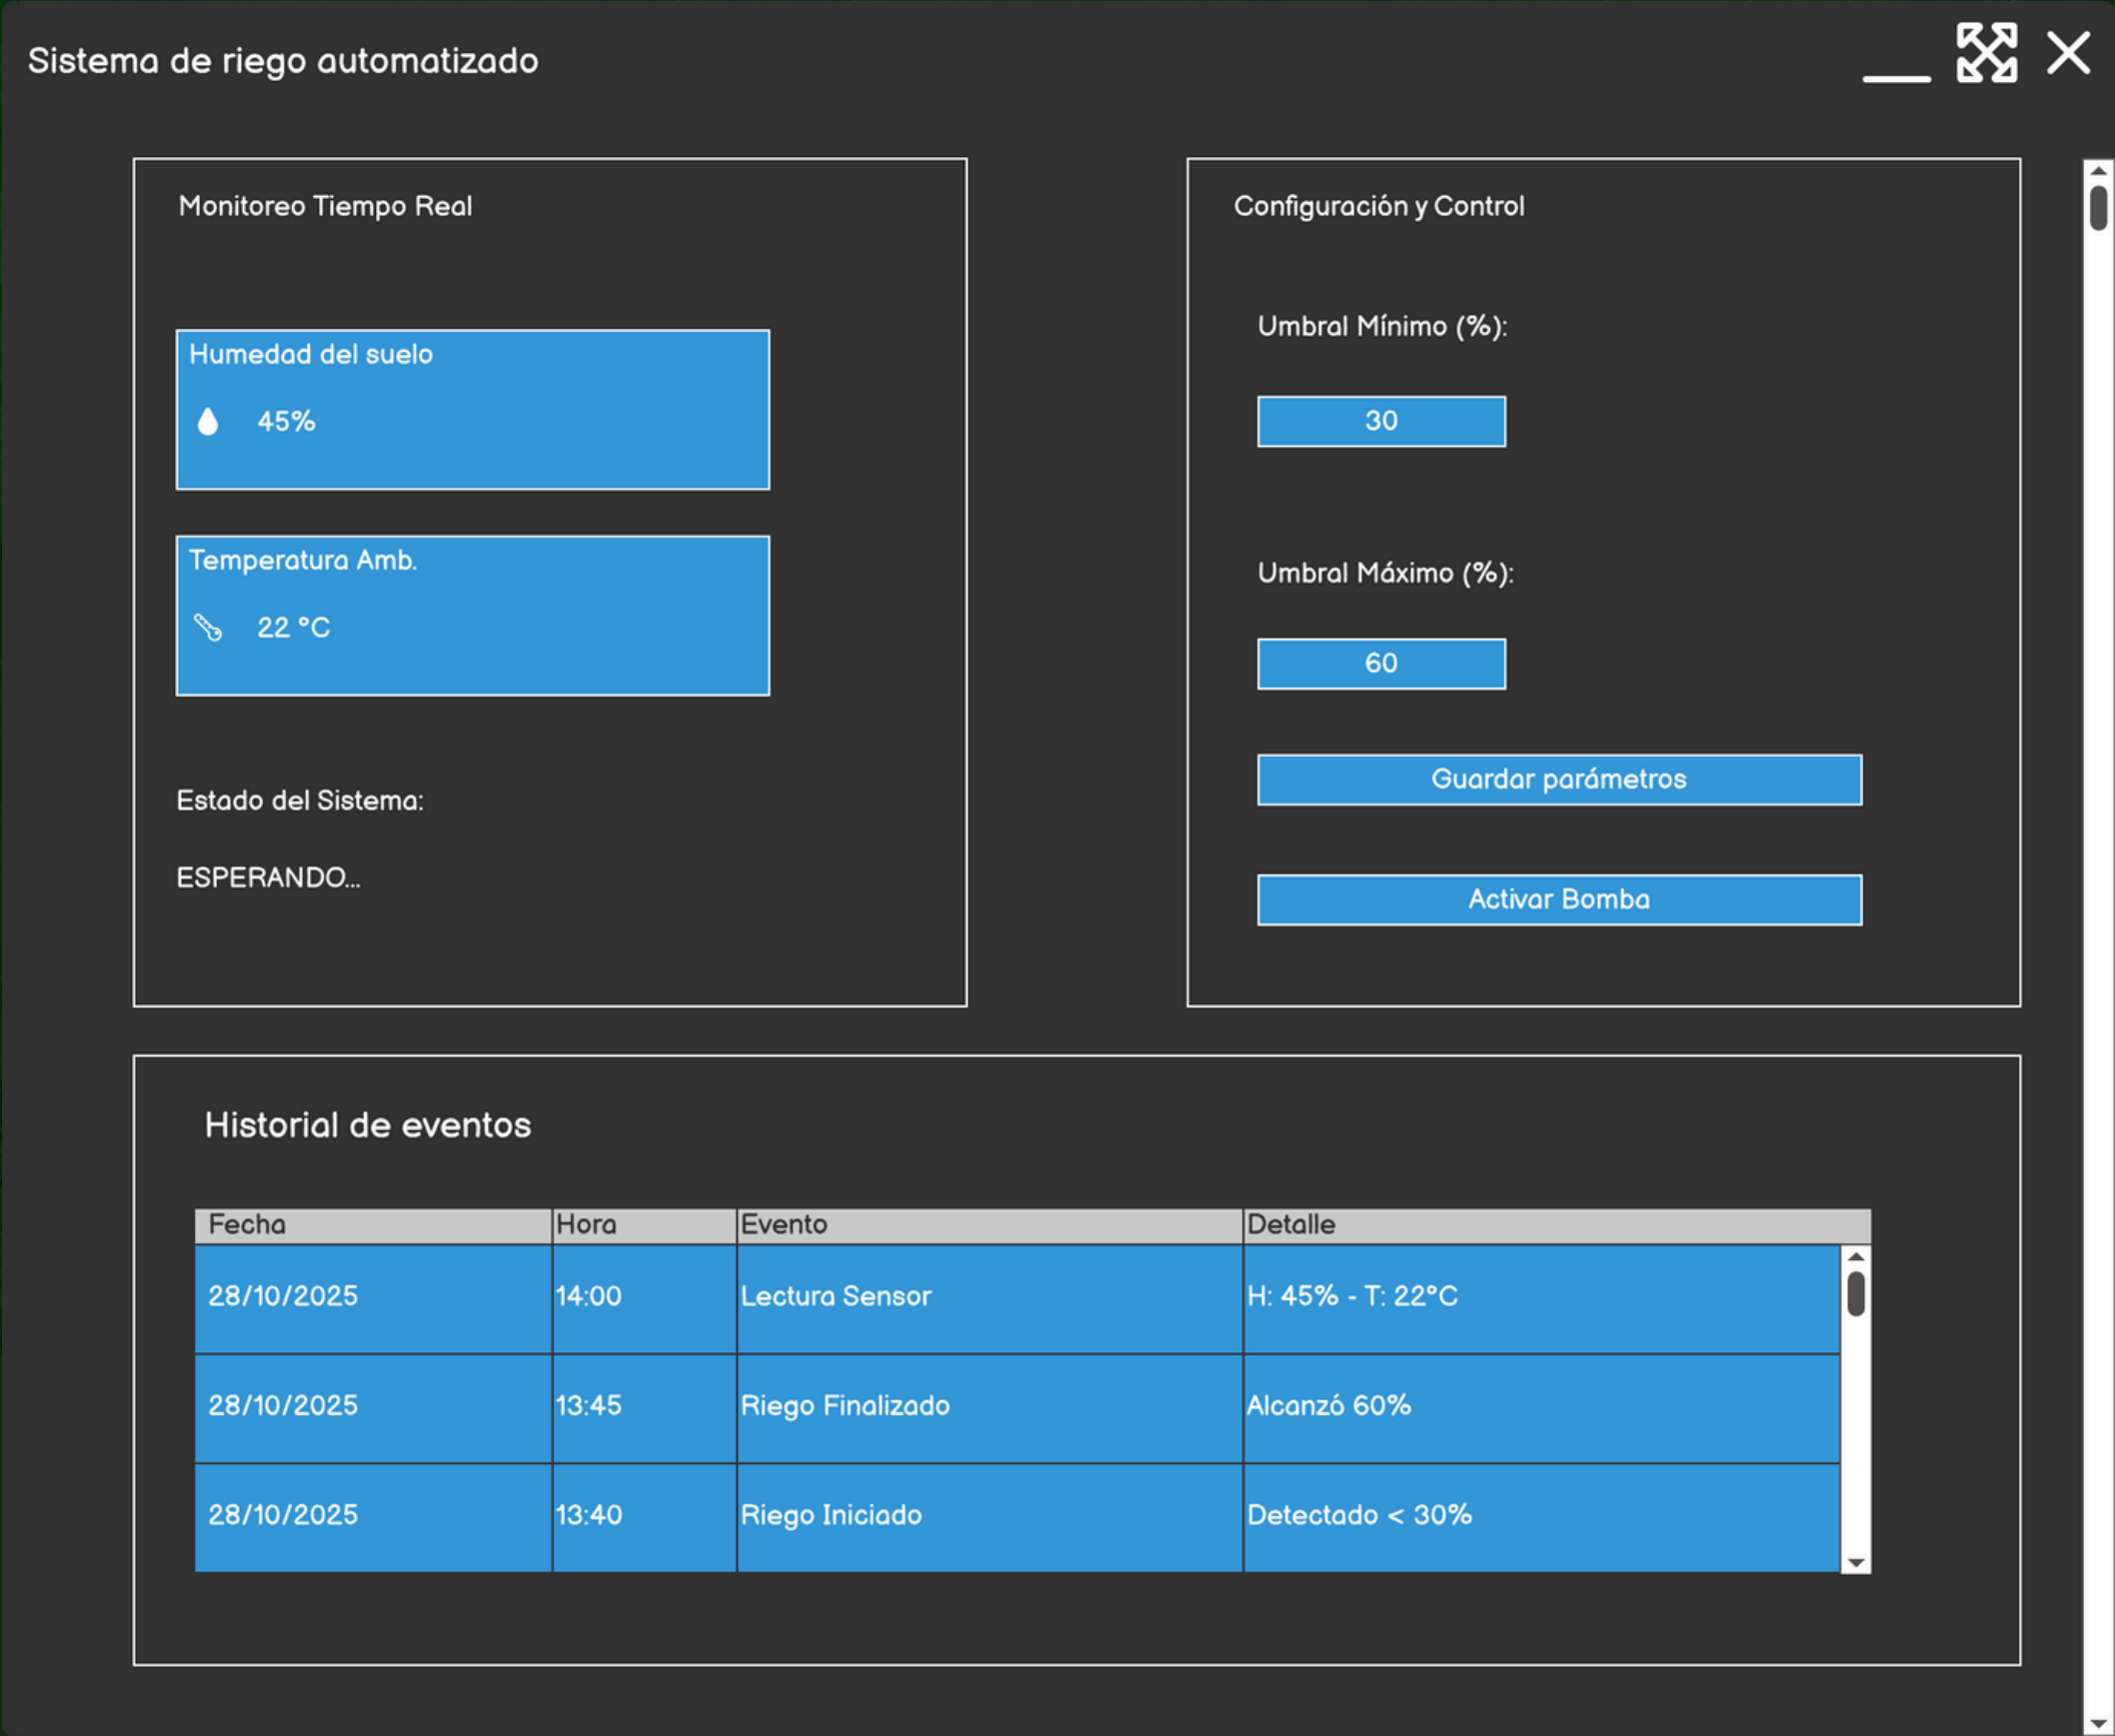 Sistema de riego automatizado
Monitoreo Tiempo Real
Humedad del suelo
45%
Temperatura Amb.
22 °C
Estado del Sistema:
ESPERANDO...
Configuración y Control
Umbral Mínimo (%):
30
Umbral Máximo (%):
60
Guardar parámetros
Activar Bomba
Historial de eventos
Fecha Hora Evento Detalle
28/10/2025 14:00 Lectura Sensor H: 45% - T: 22°C
28/10/2025 13:45 Riego Finalizado Alcanzó 60%
28/10/2025 13:40 Riego Iniciado Detectado < 30%